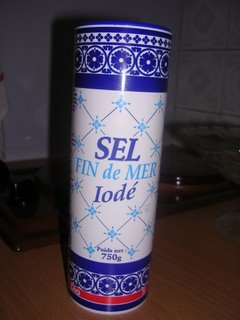 SEL
FIN de MER
Iodé
Poids net :
750g